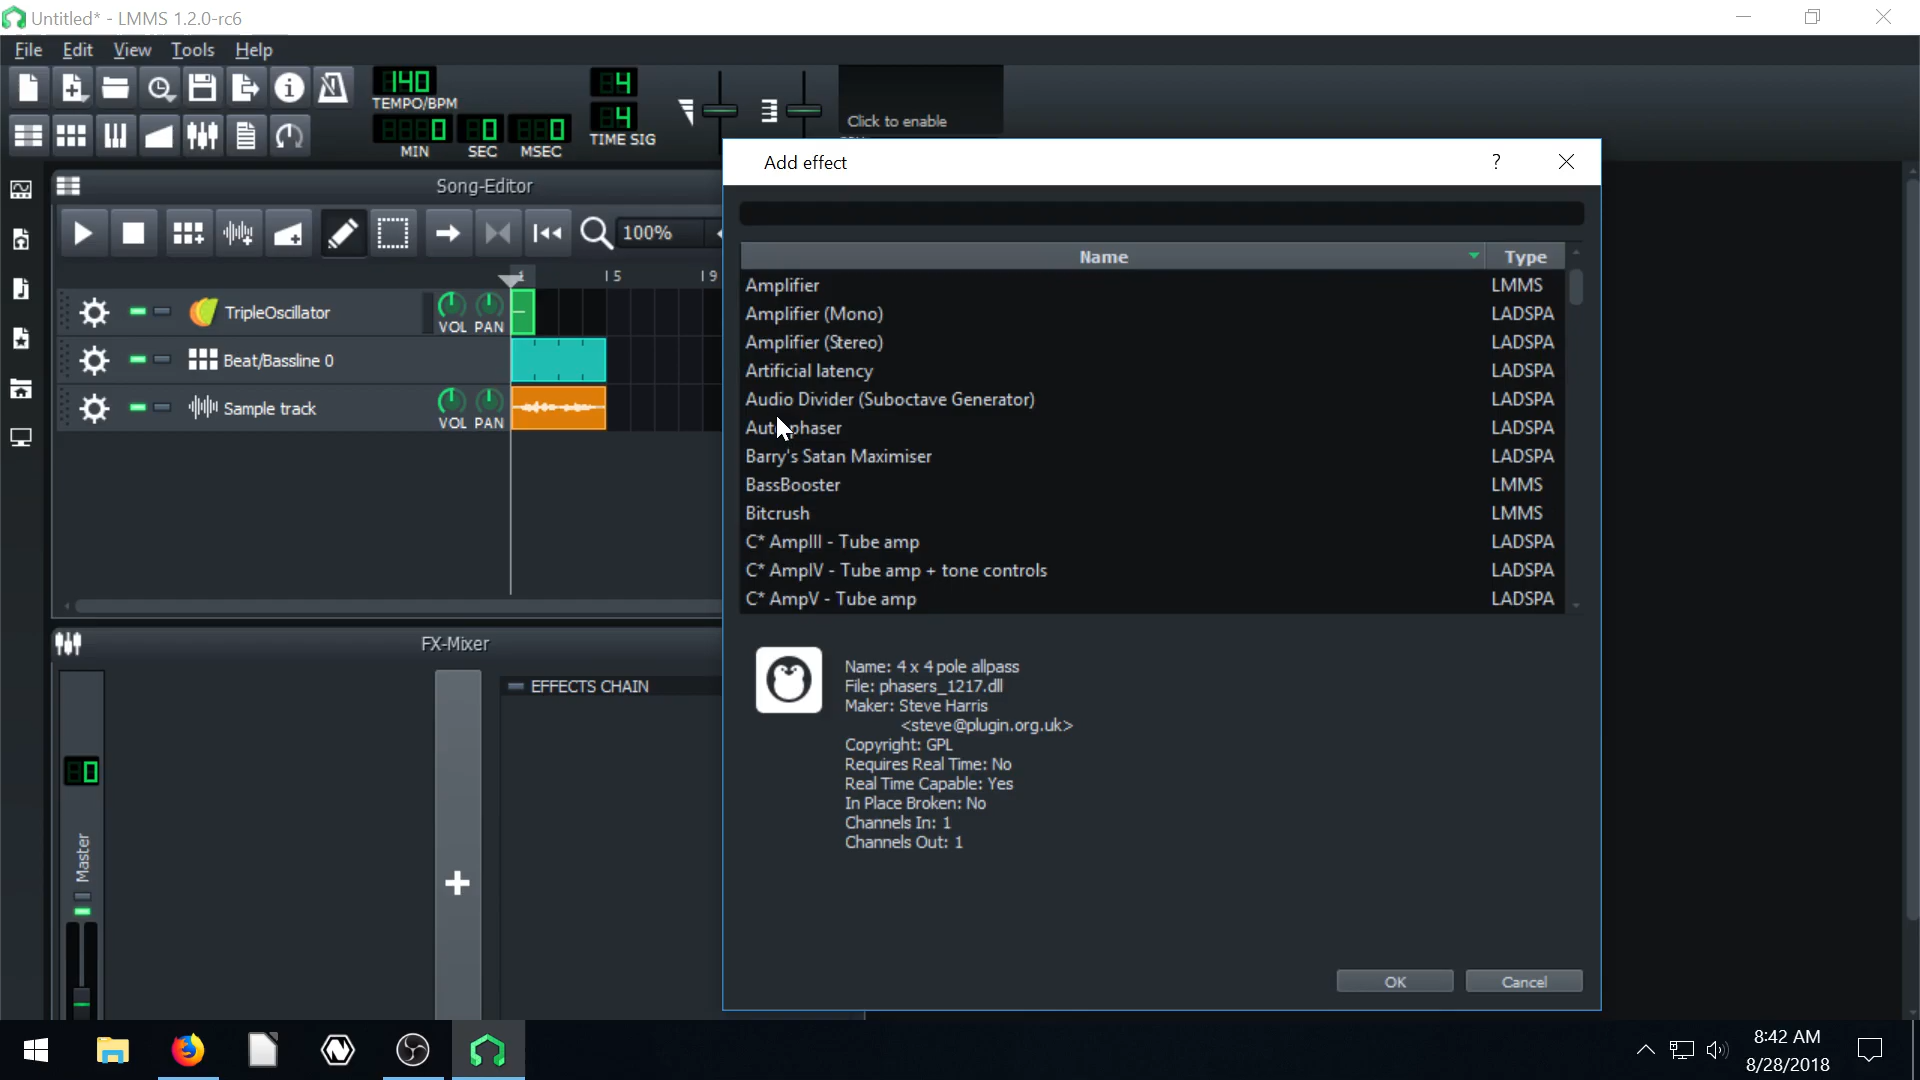 Untitled* - LMMS 1.2.0-rc6
File Edit View Tools Help
140
TEMPO/BPM
0 0 0
MIN SEC MSEC
4
4
TIME SIG
Click to enable
Add effect
?
Song-Editor
100%
1 15 19
TripleOscillator
VOL PAN
Beat/Bassline 0
Sample track
VOL PAN
Name Type
Amplifier LMMS
Amplifier (Mono) LADSPA
Amplifier (Stereo) LADSPA
Artificial latency LADSPA
Audio Divider (Suboctave Generator) LADSPA
Auto phaser LADSPA
Barry's Satan Maximiser LADSPA
BassBooster LMMS
Bitcrush LMMS
C* AmpIII - Tube amp LADSPA
C* AmpIV - Tube amp + tone controls LADSPA
C* AmpV - Tube amp LADSPA
Name: 4 x 4 pole allpass
File: phasers_1217.dll
Maker: Steve Harris
<steve@plugin.org.uk>
Copyright: GPL
Requires Real Time: No
Real Time Capable: Yes
In Place Broken: No
Channels In: 1
Channels Out: 1
OK Cancel
FX-Mixer
EFFECTS CHAIN
0
Master
8:42 AM
8/28/2018